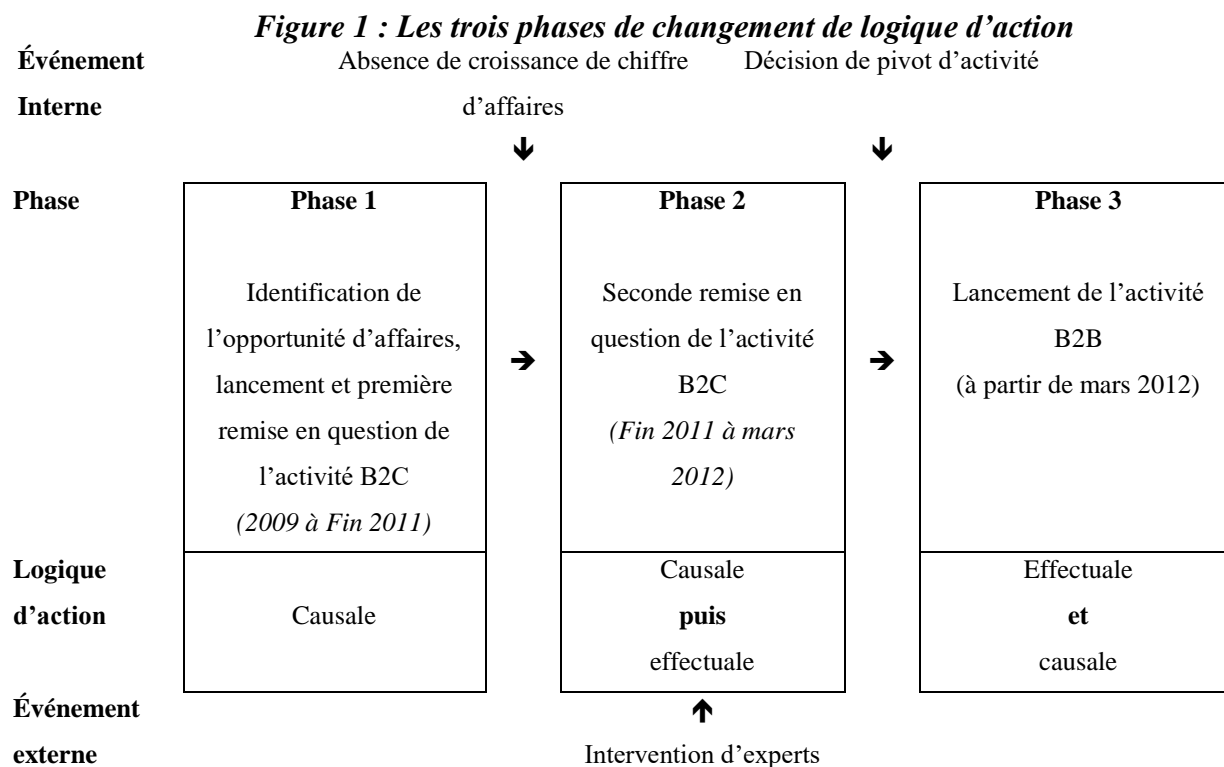 Figure 1 : Les trois phases de changement de logique d’action
Événement
Interne
Absence de croissance de chiffre
d’affaires
Décision de pivot d’activité
Phase
Phase 1
Identification de
l’opportunité d’affaires,
lancement et première
remise en question de
l’activité B2C
(2009 à Fin 2011)
Phase 2
Seconde remise en
question de l’activité
B2C
(Fin 2011 à mars
2012)
Phase 3
Lancement de l’activité
B2B
(à partir de mars 2012)
Logique
d’action
Causale
Causale
puis
effectuale
Effectuale
et
causale
Événement
externe
Intervention d’experts